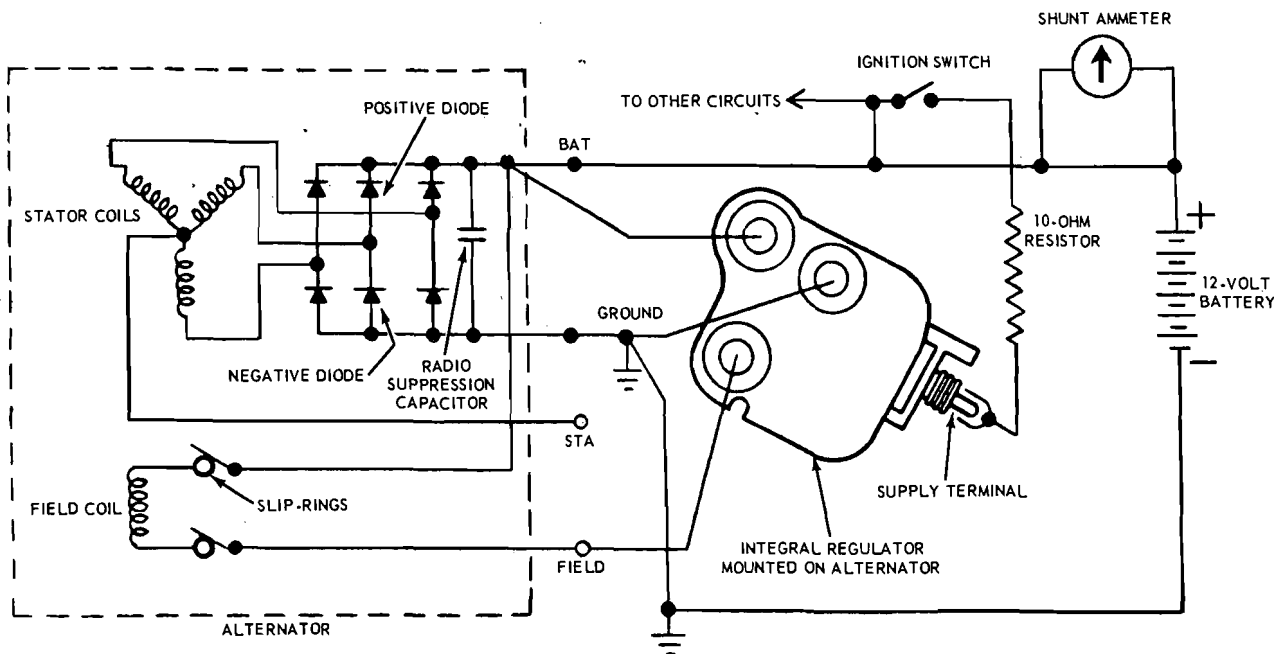 SHUNT AMMETER
IGNITION SWITCH
TO OTHER CIRCUITS
POSITIVE DIODE
BAT
+
STATOR COILS
10-OHM
RESISTOR
12-VOLT
BATTERY
GROUND
−
NEGATIVE DIODE
RADIO
SUPPRESSION
CAPACITOR
STA
SUPPLY TERMINAL
SLIP-RINGS
FIELD COIL
FIELD
INTEGRAL REGULATOR
MOUNTED ON ALTERNATOR
ALTERNATOR